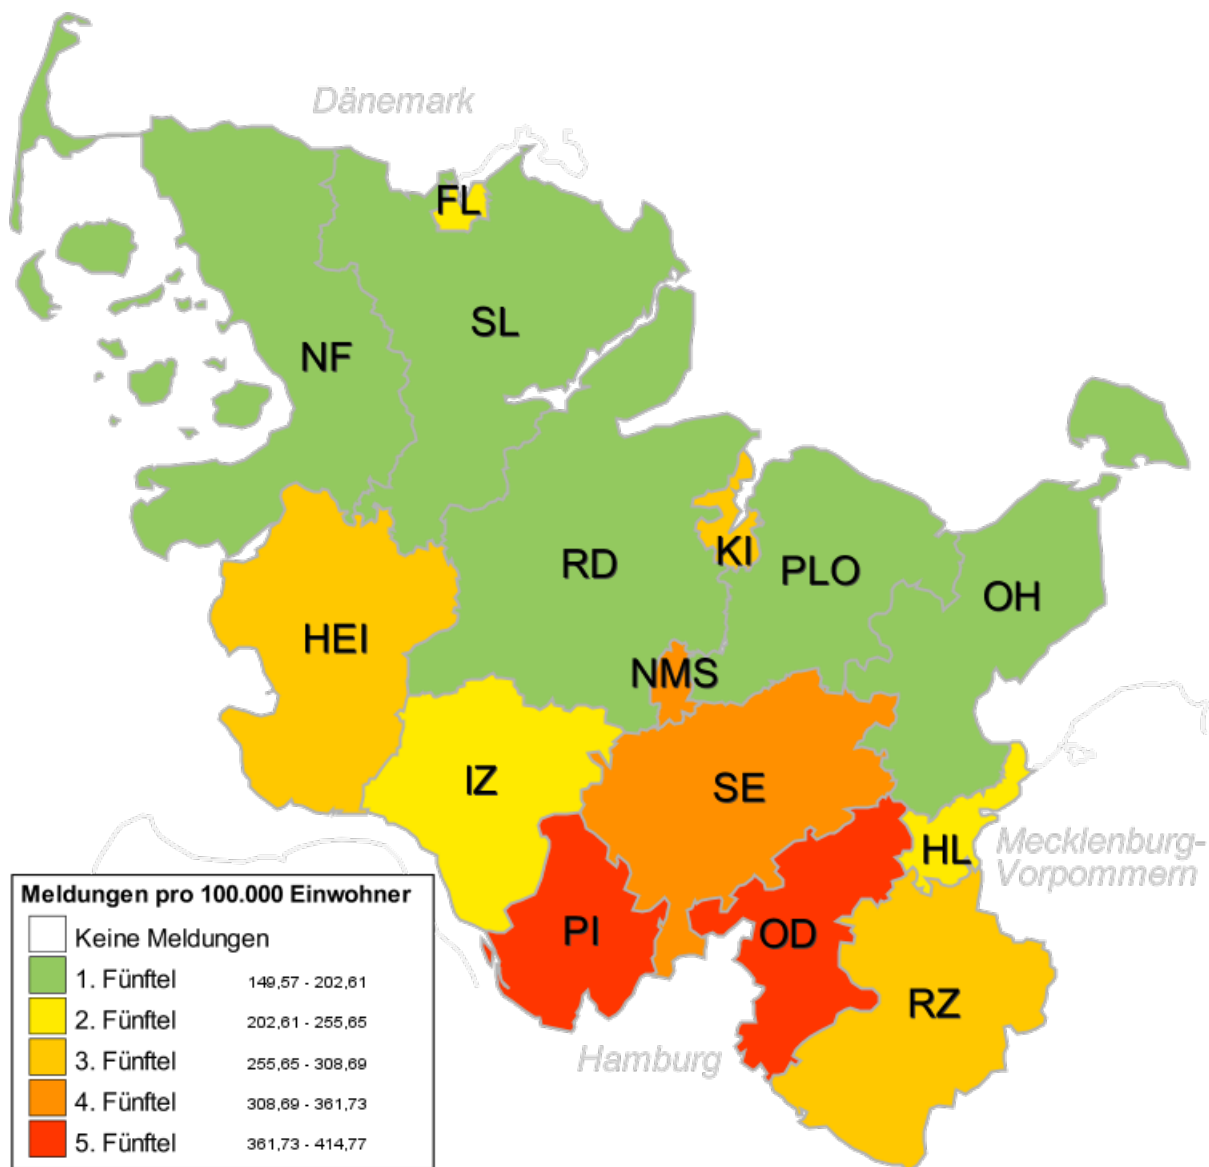 Dänemark
FL
SL
NF
RD
KI
PLO
OH
HEI
NMS
IZ
SE
HL
Mecklenburg-
Vorpommern
PI
OD
RZ
Hamburg
Meldungen pro 100.000 Einwohner
Keine Meldungen
1. Fünftel 149,57 - 202,61
2. Fünftel 202,61 - 255,65
3. Fünftel 255,65 - 308,69
4. Fünftel 308,69 - 361,73
5. Fünftel 361,73 - 414,77